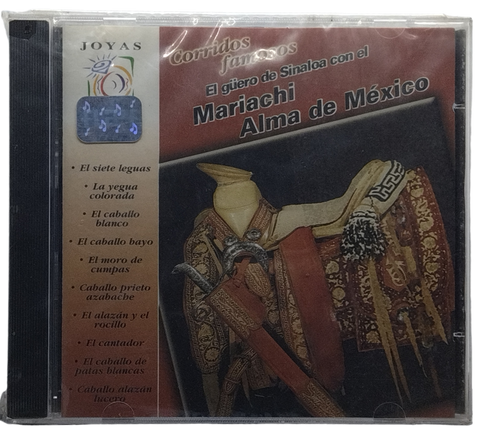 JOYAS
Corridos
famosos
El güero de Sinaloa con el
Mariachi
Alma de México
• El siete leguas
• La yegua
colorada
• El caballo
blanco
• El caballo bayo
• El moro de
cumpas
• Caballo prieto
azabache
• El alazán y el
rocillo
• El cantador
• El caballo de
patas blancas
• Caballo alazán
lucero